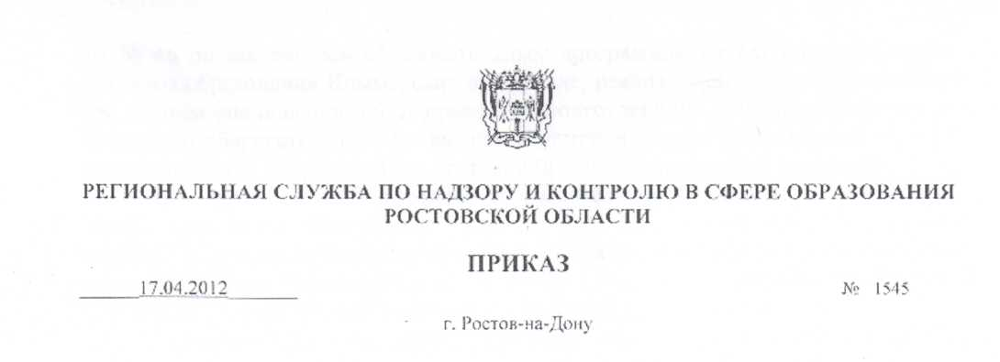 РЕГИОНАЛЬНАЯ СЛУЖБА ПО НАДЗОРУ И КОНТРОЛЮ В СФЕРЕ ОБРАЗОВАНИЯ
РОСТОВСКОЙ ОБЛАСТИ
ПРИКАЗ
17.04.2012 № 1545
г. Ростов-на-Дону